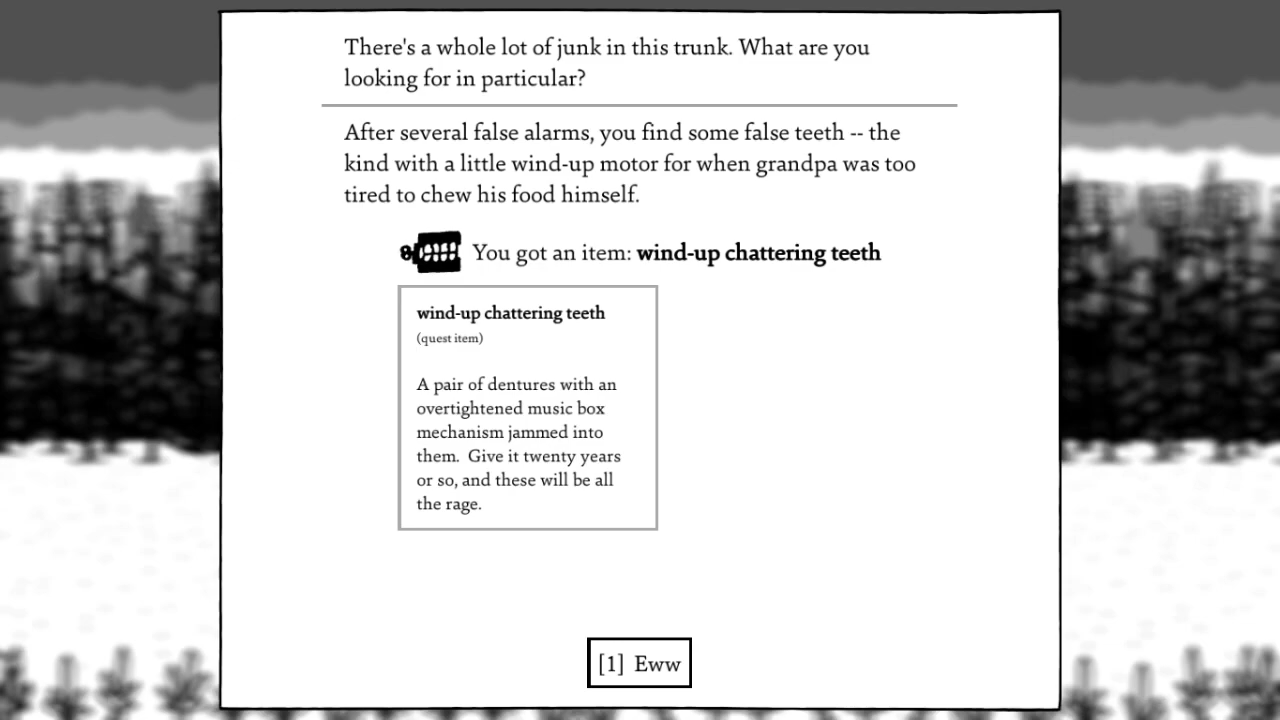 There's a whole lot of junk in this trunk. What are you
looking for in particular?
After several false alarms, you find some false teeth -- the
kind with a little wind-up motor for when grandpa was too
tired to chew his food himself.
You got an item: wind-up chattering teeth
wind-up chattering teeth
(quest item)
A pair of dentures with an
overtightened music box
mechanism jammed into
them. Give it twenty years
or so, and these will be all
the rage.
[1] Eww